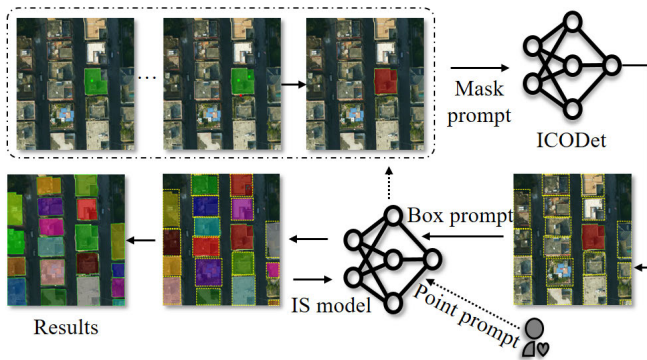 Mask
prompt
ICODet
Box prompt
IS model
Point prompt
Results